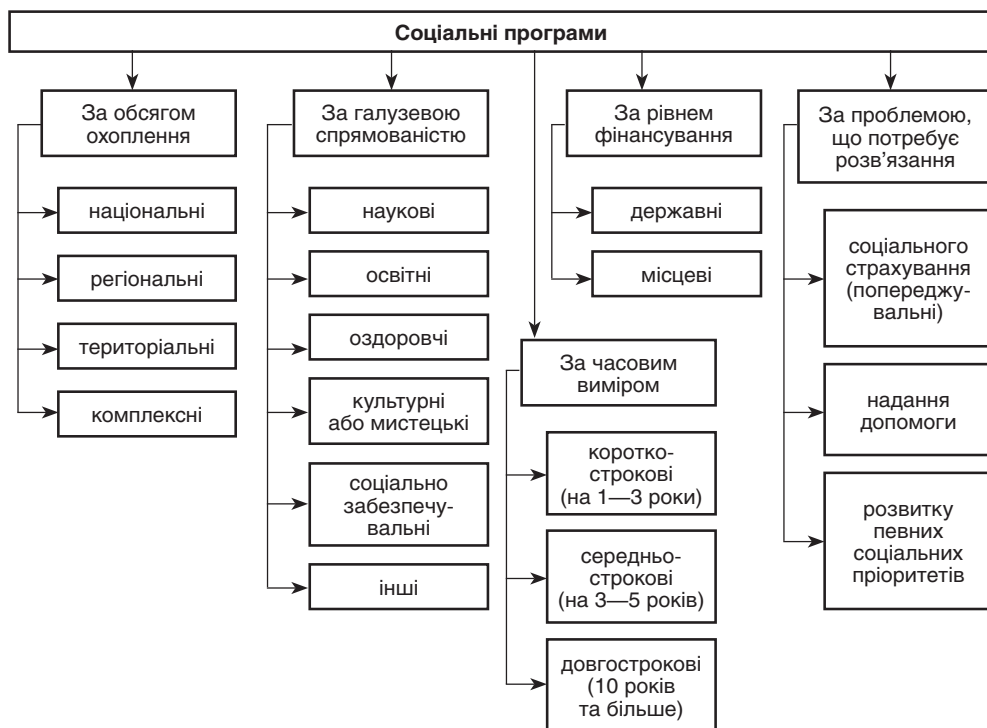 Соціальні програми
За обсягом
охоплення
національні
регіональні
територіальні
комплексні
За галузевою
спрямованістю
наукові
освітні
оздоровчі
культурні
або мистецькі
соціально
забезпечу-
вальні
інші
За рівнем
фінансування
державні
місцеві
За часовим
виміром
коротко-
строкові
(на 1—3 роки)
середньо-
строкові
(на 3—5 років)
довгострокові
(10 років
та більше)
За проблемою,
що потребує
розв'язання
соціального
страхування
(попереджу-
вальні)
надання
допомоги
розвитку
певних
соціальних
пріоритетів